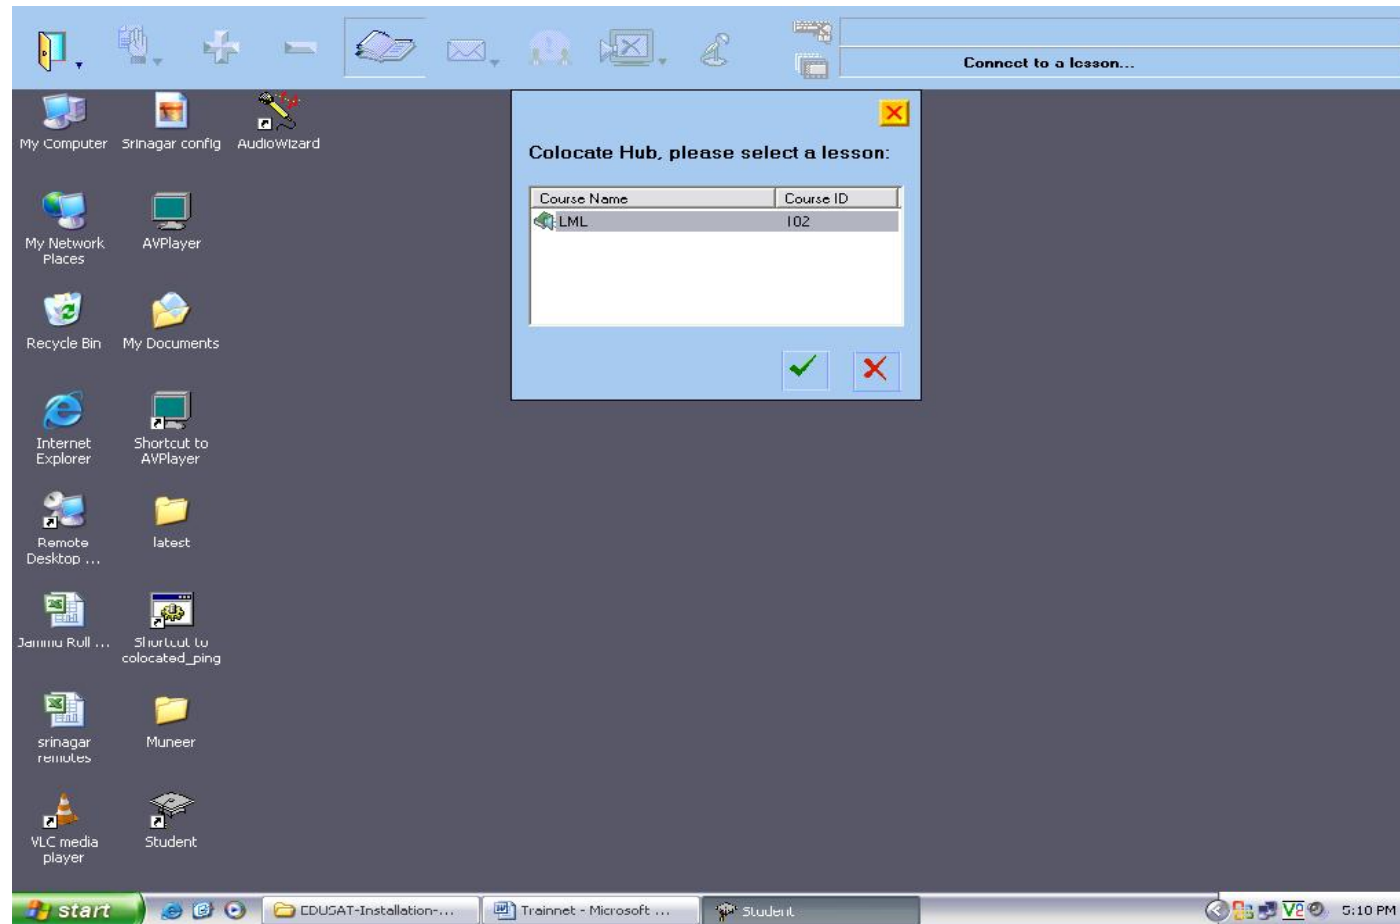 Connect to a lesson...
My Computer
Srinagar config
AudioWizard
Colocate Hub, please select a lesson:
Course Name Course ID
LML 102
My Network
Places
AVPlayer
Recycle Bin
My Documents
Internet
Explorer
Shortcut to
AVPlayer
Remote
Desktop ...
latest
Jammu Roll ...
Shortcut to
colocated_ping
srinagar
remotes
Muneer
VLC media
player
Student
start
EDUSAT-Installation-...
Trainnet - Microsoft ...
Student
V2
5:10 PM